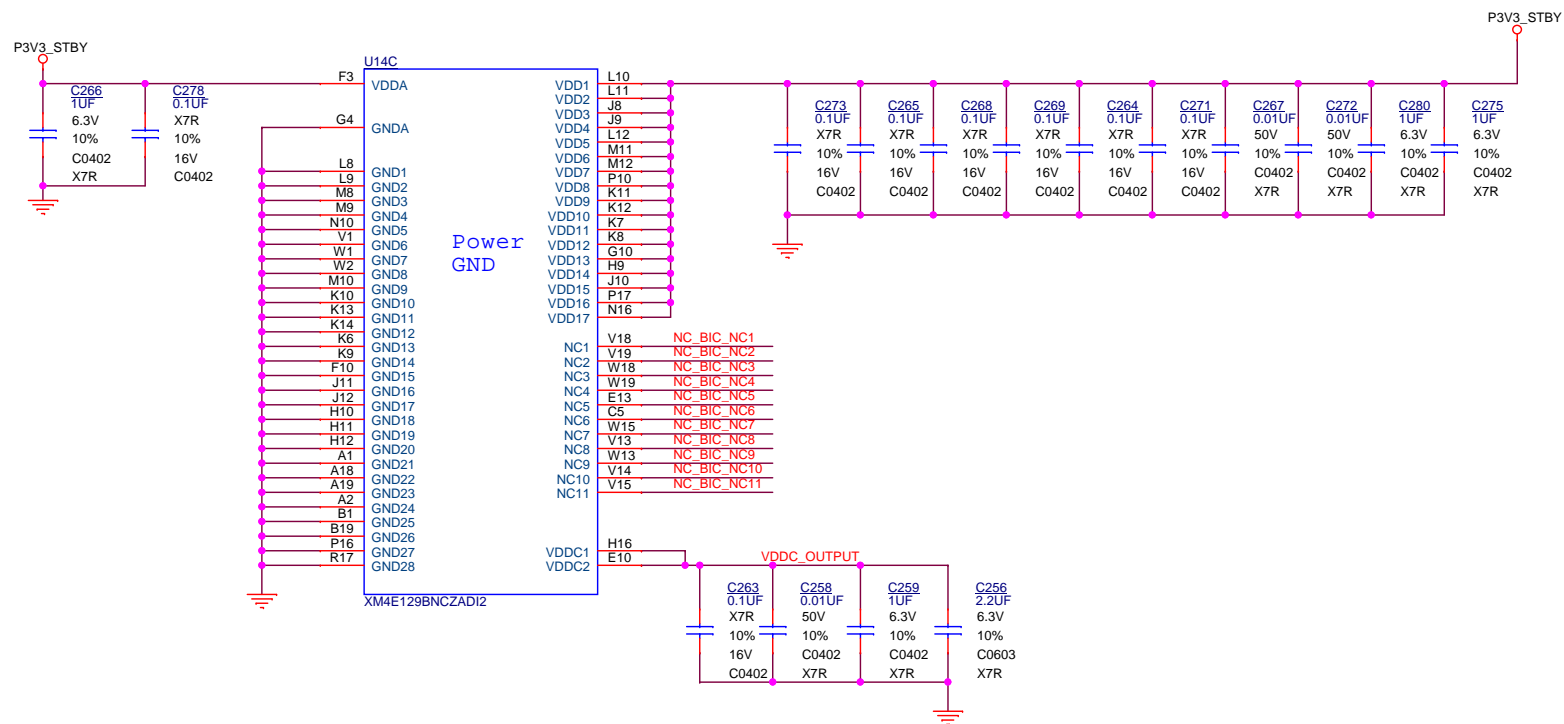 P3V3_STBY
P3V3_STBY
U14C
C266
1UF
6.3V
10%
C0402
X7R
C278
0.1UF
X7R
10%
16V
C0402
F3 VDDA
G4 GNDA
L8 GND1
L9 GND2
M8 GND3
M9 GND4
N10 GND5
V1 GND6
W1 GND7
W2 GND8
M10 GND9
K10 GND10
K13 GND11
K14 GND12
K6 GND13
K9 GND14
F10 GND15
J11 GND16
J12 GND17
H10 GND18
H11 GND19
H12 GND20
A1 GND21
A18 GND22
A19 GND23
A2 GND24
B1 GND25
B19 GND26
P16 GND27
R17 GND28
Power
GND
VDD1 L10
VDD2 L11
VDD3 J8
VDD4 J9
VDD5 L12
VDD6 M11
VDD7 M12
VDD8 P10
VDD9 K11
VDD10 K12
VDD11 K7
VDD12 K8
VDD13 G10
VDD14 H9
VDD15 J10
VDD16 P17
VDD17 N16
NC1 V18 NC_BIC_NC1
NC2 V19 NC_BIC_NC2
NC3 W18 NC_BIC_NC3
NC4 W19 NC_BIC_NC4
NC5 E13 NC_BIC_NC5
NC6 C5 NC_BIC_NC6
NC7 W15 NC_BIC_NC7
NC8 V13 NC_BIC_NC8
NC9 W13 NC_BIC_NC9
NC10 V14 NC_BIC_NC10
NC11 V15 NC_BIC_NC11
VDDC1 H16
VDDC2 E10
VDDC_OUTPUT
XM4E129BNCZADI2
C273
0.1UF
X7R
10%
16V
C0402
C265
0.1UF
X7R
10%
16V
C0402
C268
0.1UF
X7R
10%
16V
C0402
C269
0.1UF
X7R
10%
16V
C0402
C264
0.1UF
X7R
10%
16V
C0402
C271
0.1UF
X7R
10%
16V
C0402
C267
0.01UF
50V
10%
C0402
X7R
C272
0.01UF
50V
10%
C0402
X7R
C280
1UF
6.3V
10%
C0402
X7R
C275
1UF
6.3V
10%
C0402
X7R
C263
0.1UF
X7R
10%
16V
C0402
C258
0.01UF
50V
10%
C0402
X7R
C259
1UF
6.3V
10%
C0402
X7R
C256
2.2UF
6.3V
10%
C0603
X7R